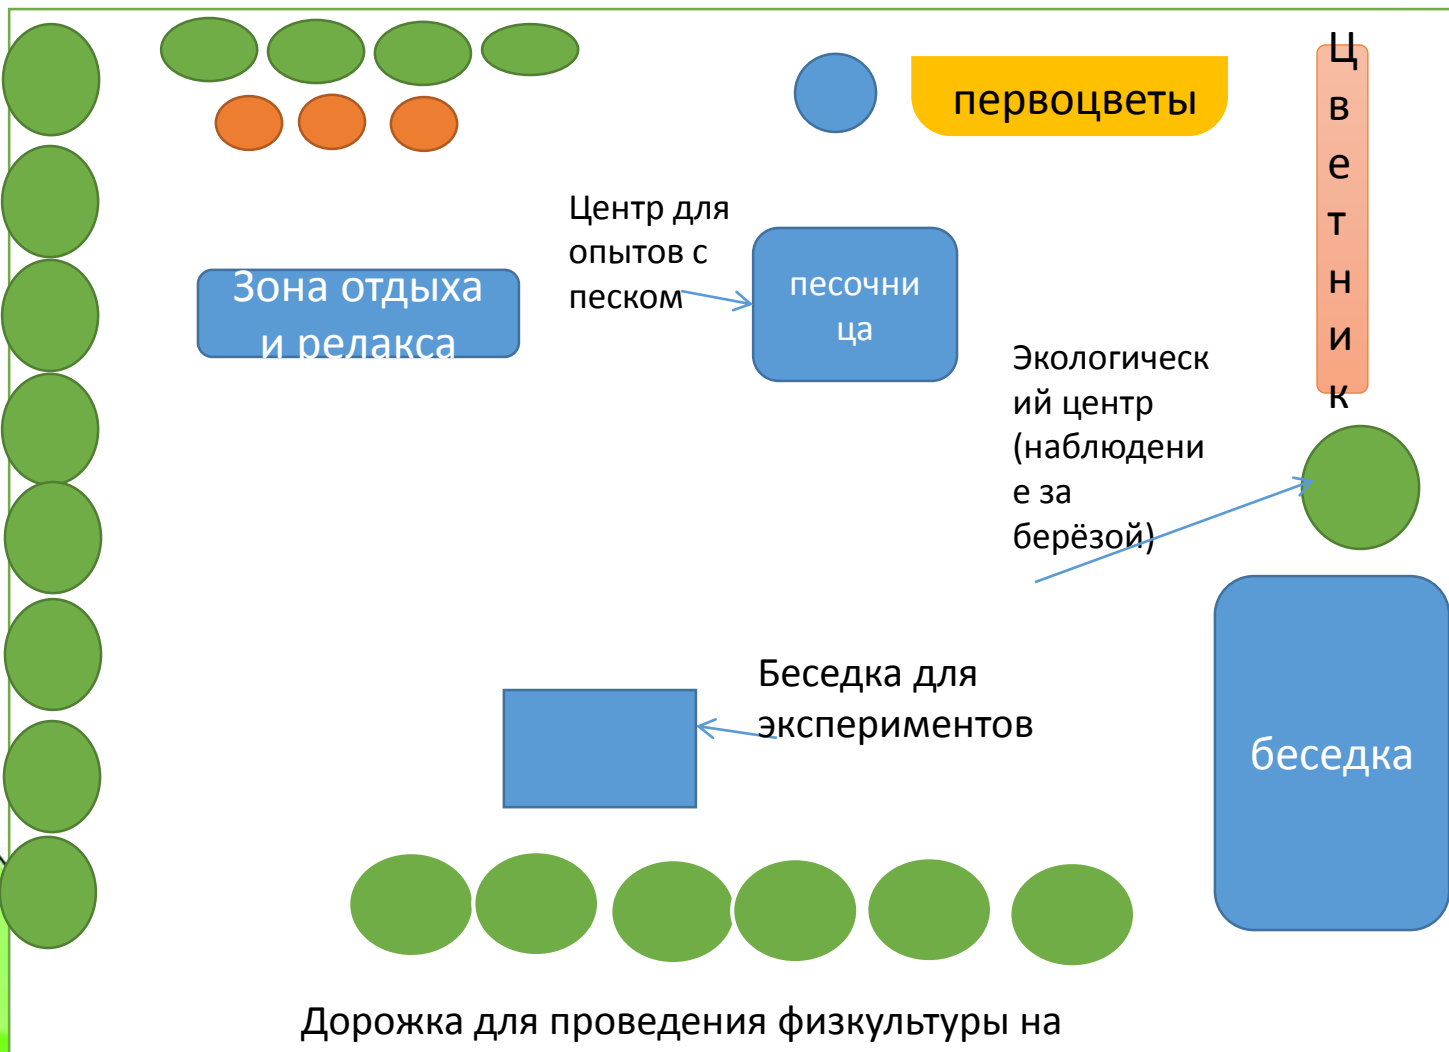 первоцветы
Ц
в
е
т
н
и
к
Центр для
опытов с
песком
песочни
ца
Зона отдыха
и релакса
Экологическ
ий центр
(наблюдени
е за
берёзой)
Беседка для
экспериментов
беседка
Дорожка для проведения физкультуры на